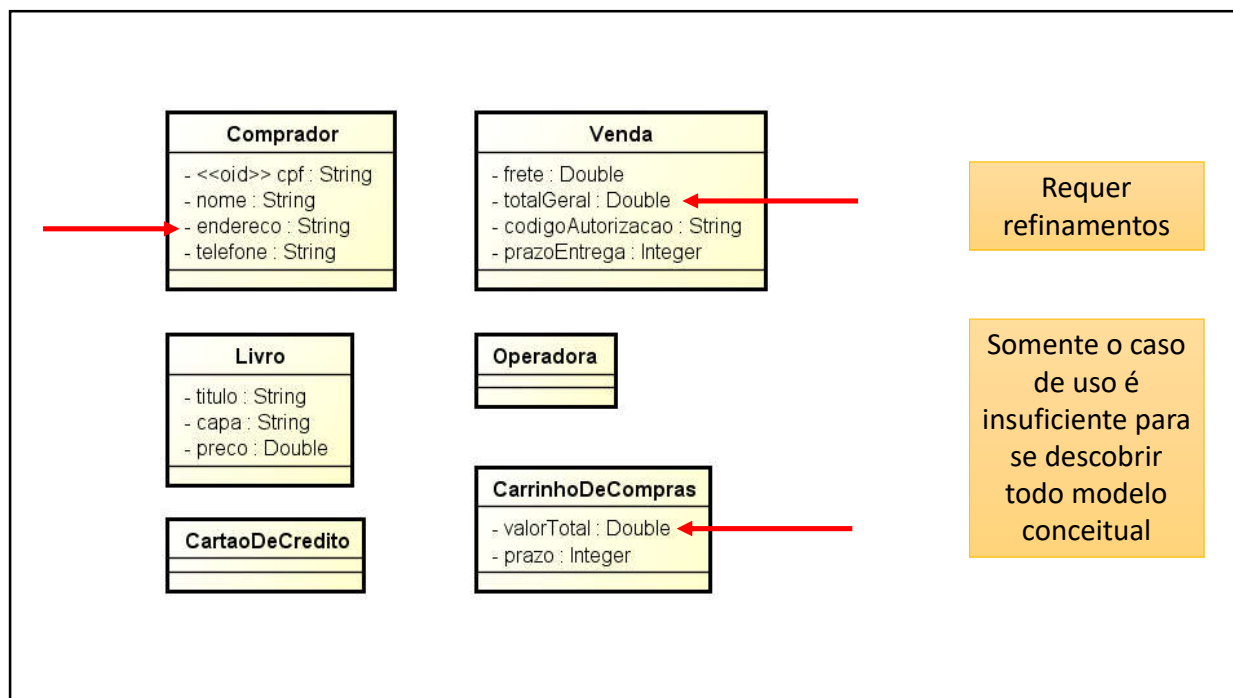 Comprador
- <<oid>> cpf : String
- nome : String
- endereco : String
- telefone : String
Venda
- frete : Double
- totalGeral : Double
- codigoAutorizacao : String
- prazoEntrega : Integer
Requer
refinamentos
Livro
- titulo : String
- capa : String
- preco : Double
Operadora
Somente o caso
de uso é
insuficiente para
se descobrir
todo modelo
conceitual
CartaoDeCredito
CarrinhoDeCompras
- valorTotal : Double
- prazo : Integer